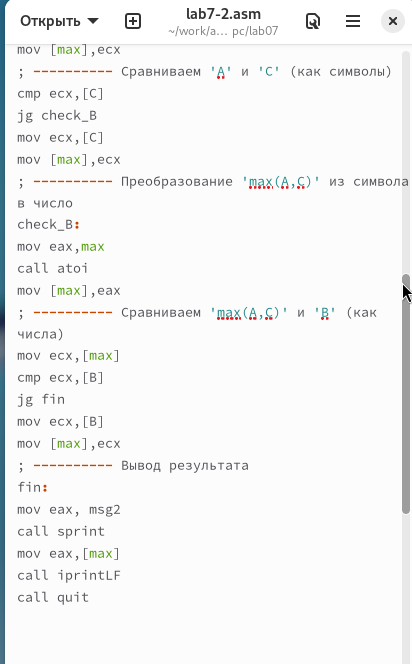 Открыть
lab7-2.asm
~/work/a... pc/lab07
mov [max],ecx
; ---------- Сравниваем 'A' и 'C' (как символы)
cmp ecx,[C]
jg check_B
mov ecx,[C]
mov [max],ecx
; ---------- Преобразование 'max(A,C)' из символа
в число
check_B:
mov eax,max
call atoi
mov [max],eax
; ---------- Сравниваем 'max(A,C)' и 'B' (как
числа)
mov ecx,[max]
cmp ecx,[B]
jg fin
mov ecx,[B]
mov [max],ecx
; ---------- Вывод результата
fin:
mov eax, msg2
call sprint
mov eax,[max]
call iprintLF
call quit